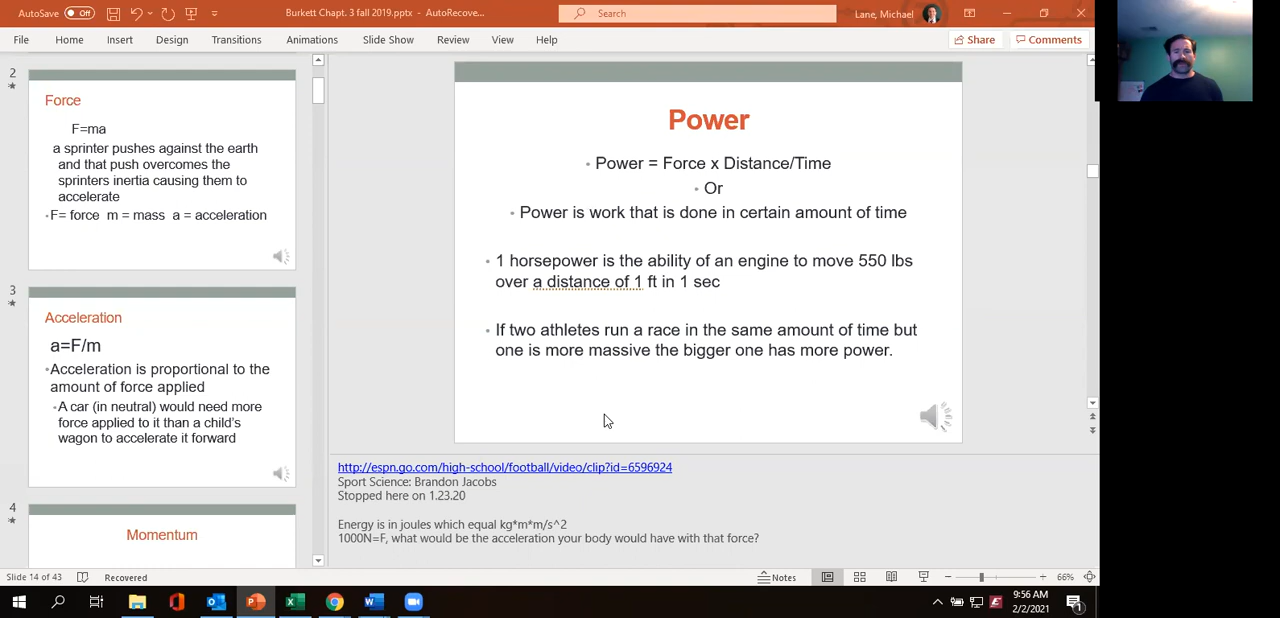 AutoSave Off
Burkett Chapt. 3 fall 2019.pptx - AutoRecove...
Search
Lane, Michael
File Home Insert Design Transitions Animations Slide Show Review View Help Share Comments
2
Force
F=ma
a sprinter pushes against the earth
and that push overcomes the
sprinters inertia causing them to
accelerate
F= force m = mass a = acceleration
3
Acceleration
a=F/m
Acceleration is proportional to the
amount of force applied
A car (in neutral) would need more
force applied to it than a child's
wagon to accelerate it forward
4
Momentum
Power
Power = Force x Distance/Time
Or
Power is work that is done in certain amount of time
1 horsepower is the ability of an engine to move 550 lbs
over a distance of 1 ft in 1 sec
If two athletes run a race in the same amount of time but
one is more massive the bigger one has more power.
http://espn.go.com/high-school/football/video/clip?id=6596924
Sport Science: Brandon Jacobs
Stopped here on 1.23.20
Energy is in joules which equal kg*m*m/s^2
1000N=F, what would be the acceleration your body would have with that force?
Slide 14 of 43 Recovered Notes 66%
9:56 AM
2/2/2021